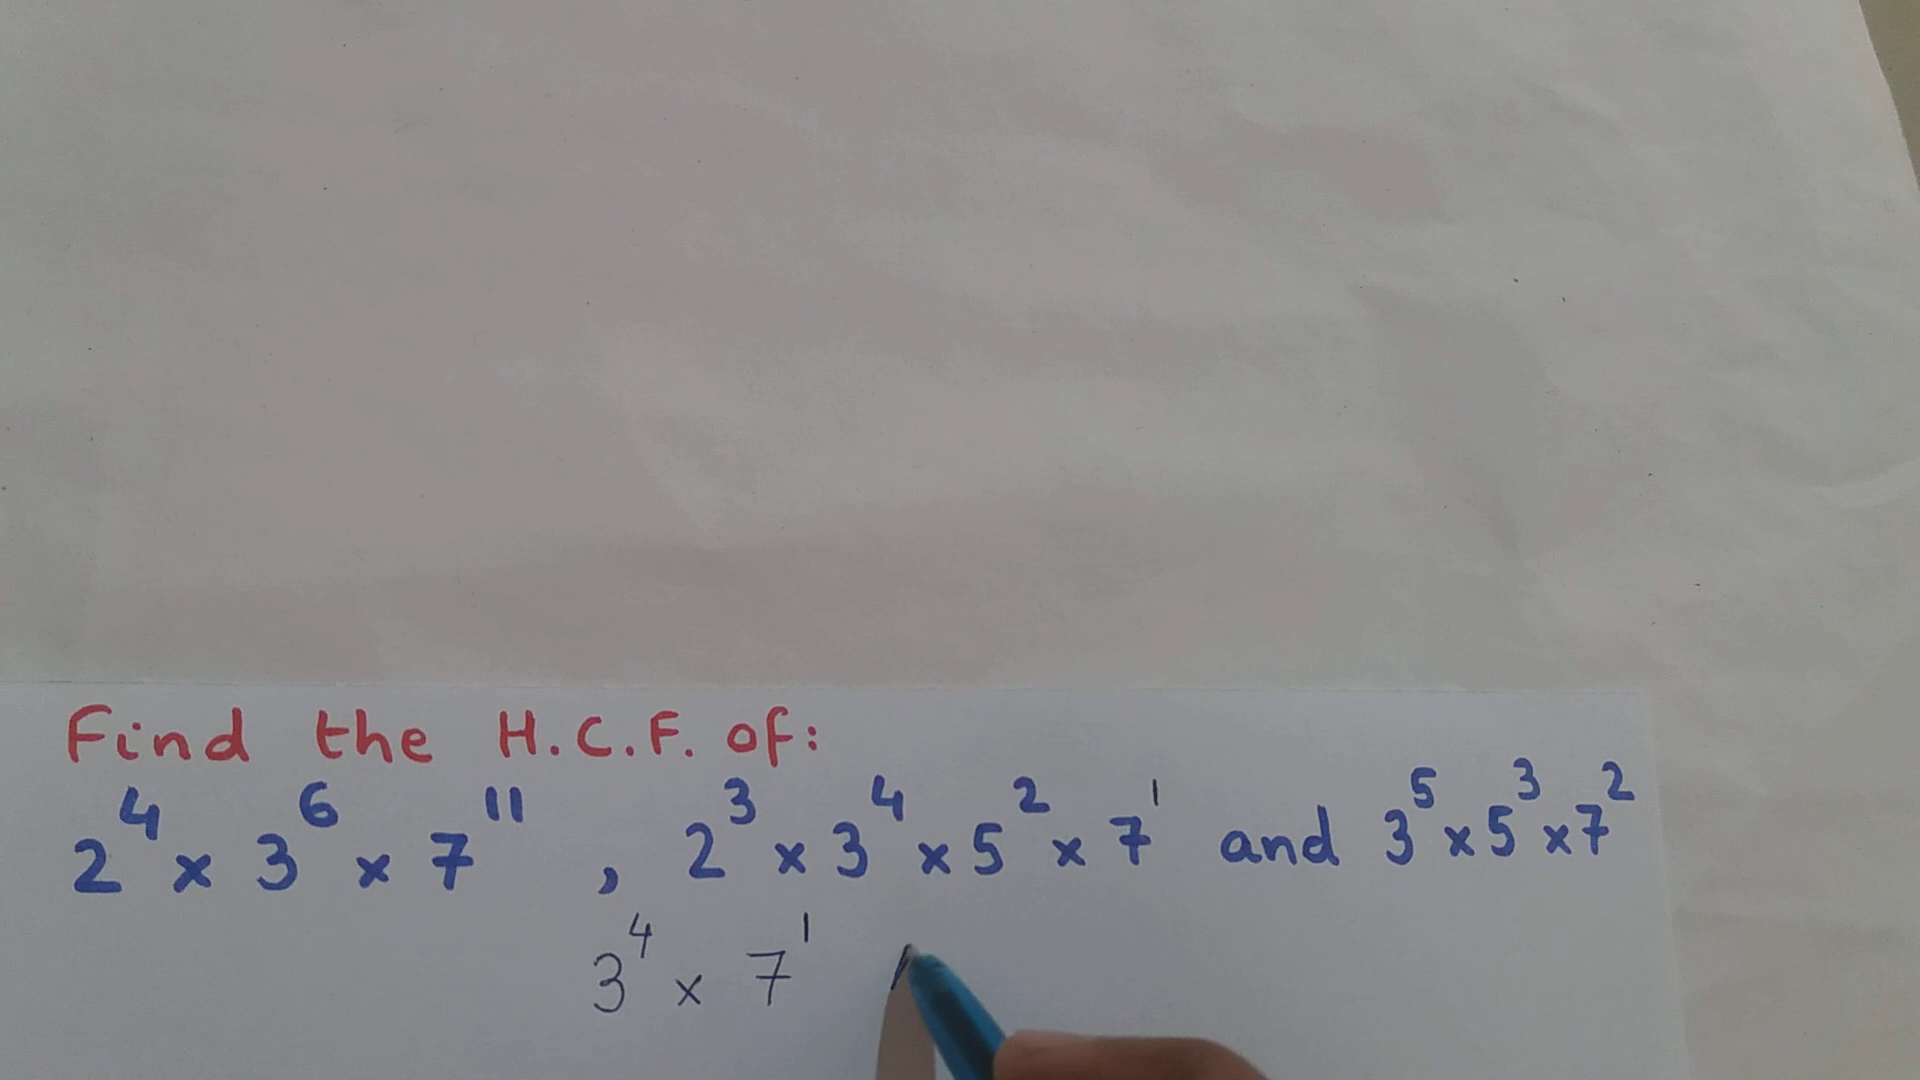 Find the H.C.F. of:
2⁴ x 3⁶ x 7¹¹ , 2³ x 3⁴ x 5² x 7¹ and 3⁵ x 5³ x 7²
3⁴ x 7¹